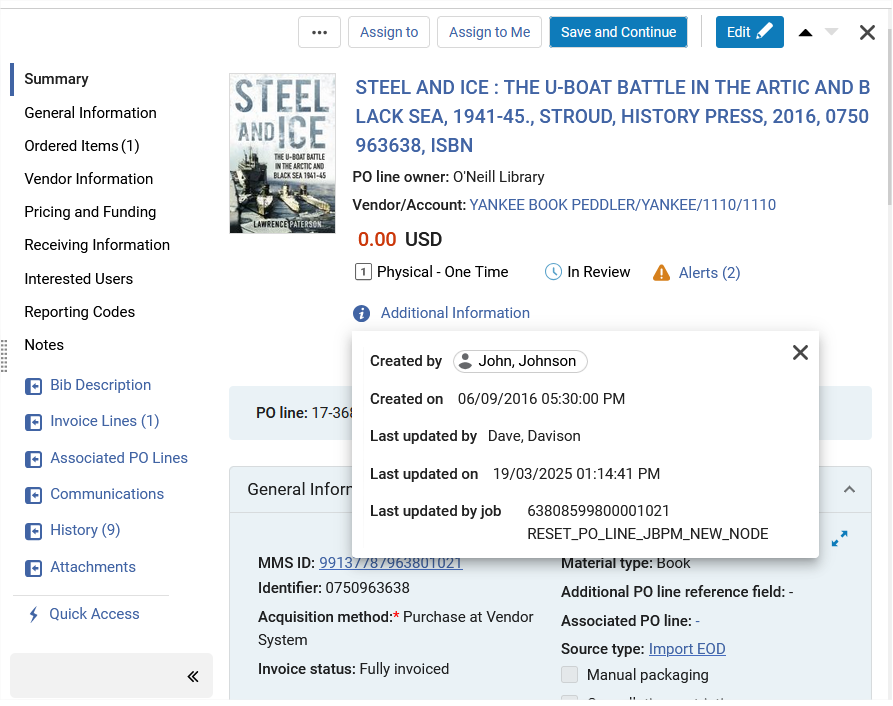 Assign to
Assign to Me
Save and Continue
Edit
Summary
General Information
Ordered Items (1)
Vendor Information
Pricing and Funding
Receiving Information
Interested Users
Reporting Codes
Notes
Bib Description
Invoice Lines (1)
Associated PO Lines
Communications
History (9)
Attachments
Quick Access
STEEL
AND ICE
THE U-BOAT BATTLE
IN THE ARCTIC AND
BLACK SEA 1941-45
LAWRENCE PATERSON
STEEL AND ICE : THE U-BOAT BATTLE IN THE ARTIC AND B
LACK SEA, 1941-45., STROUD, HISTORY PRESS, 2016, 0750
963638, ISBN
PO line owner: O'Neill Library
Vendor/Account: YANKEE BOOK PEDDLER/YANKEE/1110/1110
0.00 USD
1 Physical - One Time
In Review
Alerts (2)
Additional Information
Created by John, Johnson
Created on 06/09/2016 05:30:00 PM
Last updated by Dave, Davison
Last updated on 19/03/2025 01:14:41 PM
Last updated by job 63808599800001021
RESET_PO_LINE_JBPM_NEW_NODE
PO line: 17-368
General Inform
MMS ID: 99137787963801021
Identifier: 0750963638
Acquisition method:* Purchase at Vendor
System
Invoice status: Fully invoiced
Material type: Book
Additional PO line reference field: -
Associated PO line: -
Source type: Import EOD
Manual packaging